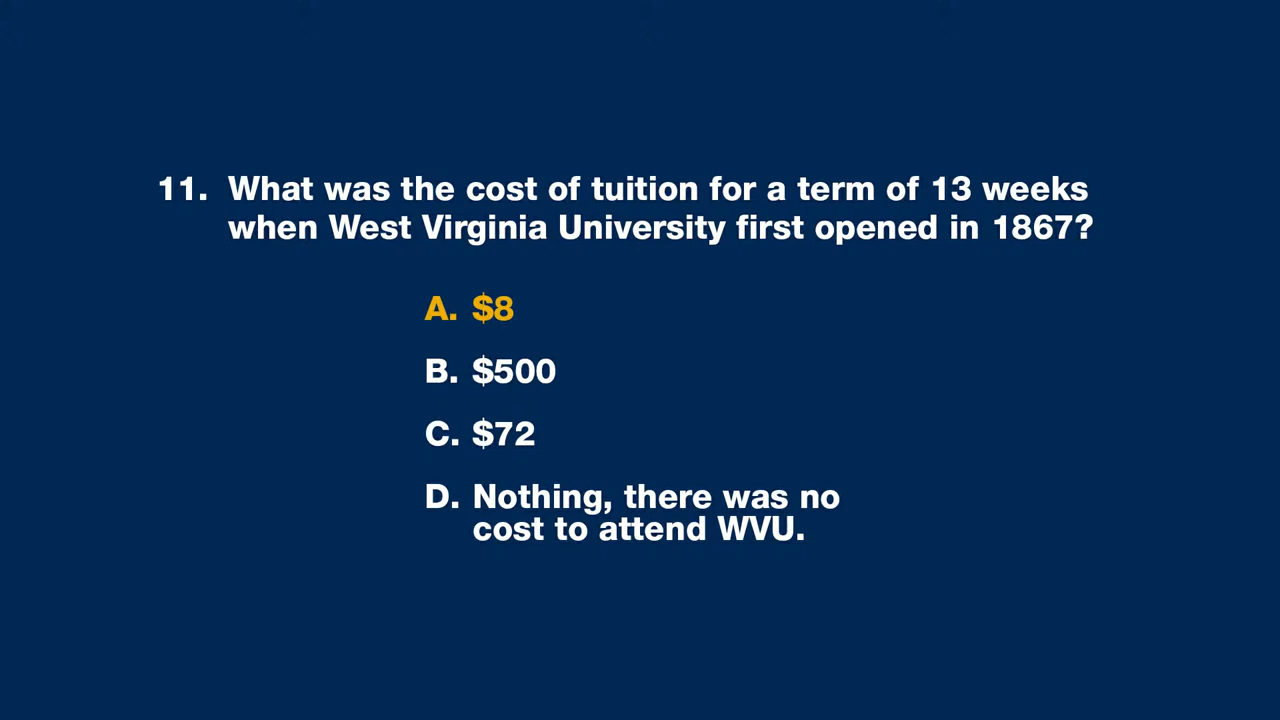 11. What was the cost of tuition for a term of 13 weeks
when West Virginia University first opened in 1867?
A. $8
B. $500
C. $72
D. Nothing, there was no
cost to attend WVU.